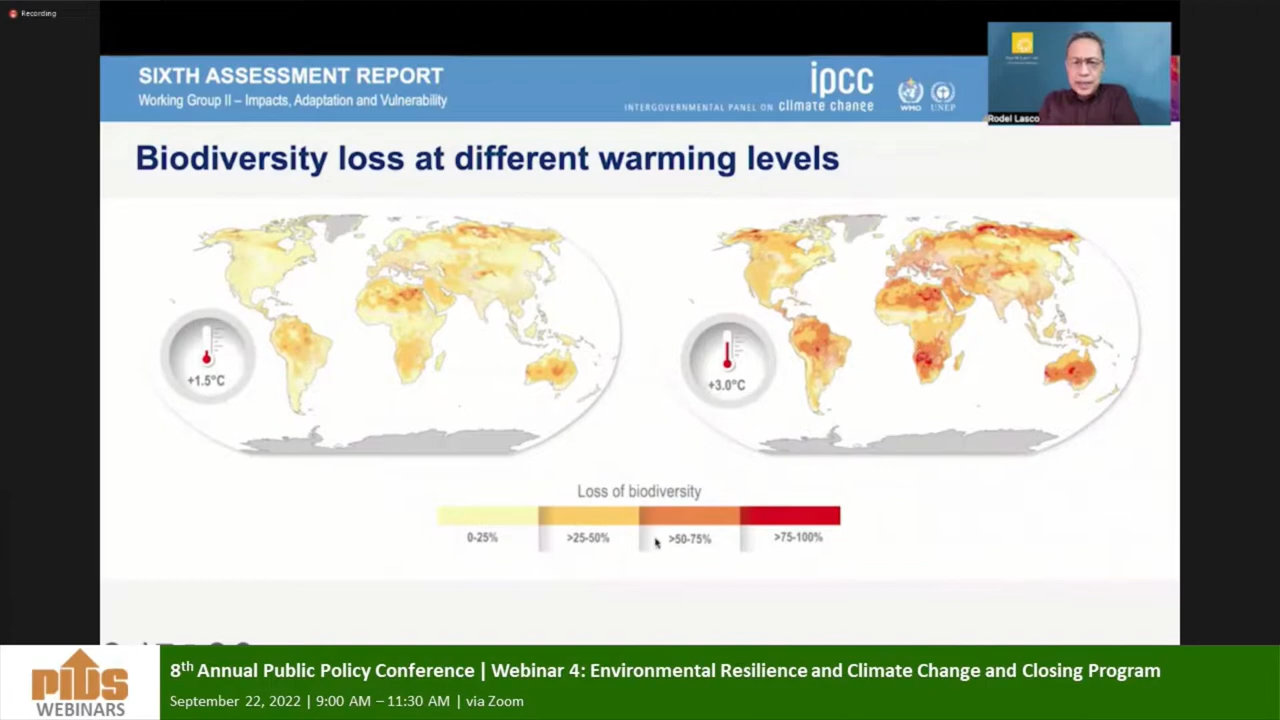 Recording
SIXTH ASSESSMENT REPORT
Working Group II – Impacts, Adaptation and Vulnerability
ipcc
INTERGOVERNMENTAL PANEL ON climate change
WMO
UNEP
Rodel Lasco
Biodiversity loss at different warming levels
+1.5°C
+3.0°C
Loss of biodiversity
0-25%
>25-50%
>50-75%
>75-100%
PIDS
WEBINARS
8th Annual Public Policy Conference | Webinar 4: Environmental Resilience and Climate Change and Closing Program
September 22, 2022 | 9:00 AM – 11:30 AM | via Zoom